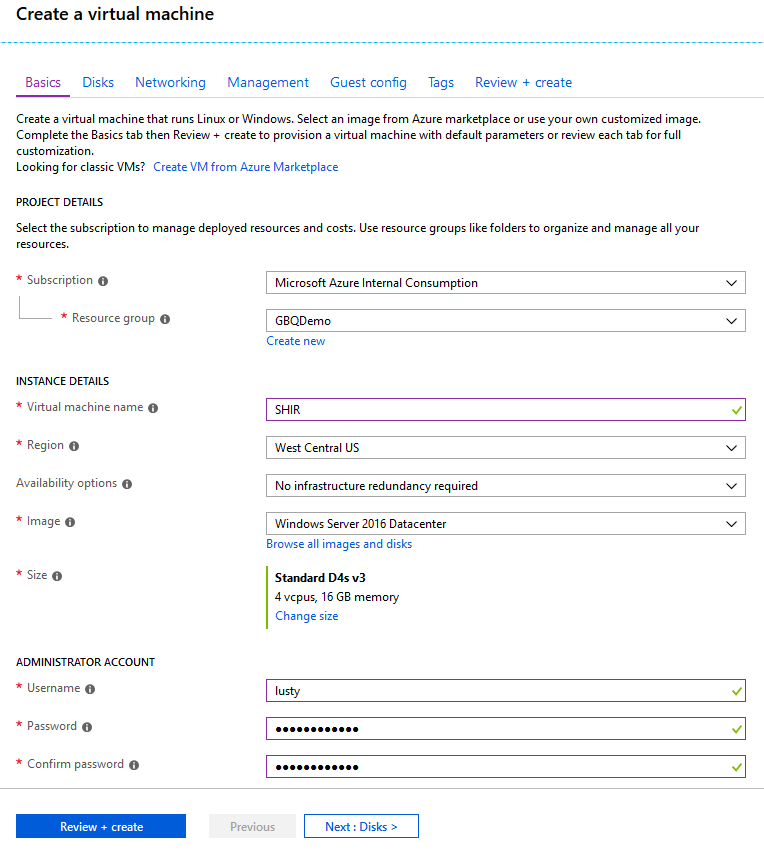 Create a virtual machine
Basics Disks Networking Management Guest config Tags Review + create
Create a virtual machine that runs Linux or Windows. Select an image from Azure marketplace or use your own customized image.
Complete the Basics tab then Review + create to provision a virtual machine with default parameters or review each tab for full
customization.
Looking for classic VMs? Create VM from Azure Marketplace
PROJECT DETAILS
Select the subscription to manage deployed resources and costs. Use resource groups like folders to organize and manage all your
resources.
* Subscription Microsoft Azure Internal Consumption
* Resource group GBQDemo
Create new
INSTANCE DETAILS
* Virtual machine name SHIR
* Region West Central US
Availability options No infrastructure redundancy required
* Image Windows Server 2016 Datacenter
Browse all images and disks
* Size Standard D4s v3
4 vcpus, 16 GB memory
Change size
ADMINISTRATOR ACCOUNT
* Username lusty
* Password ••••••••••••
* Confirm password ••••••••••••
Review + create Previous Next : Disks >